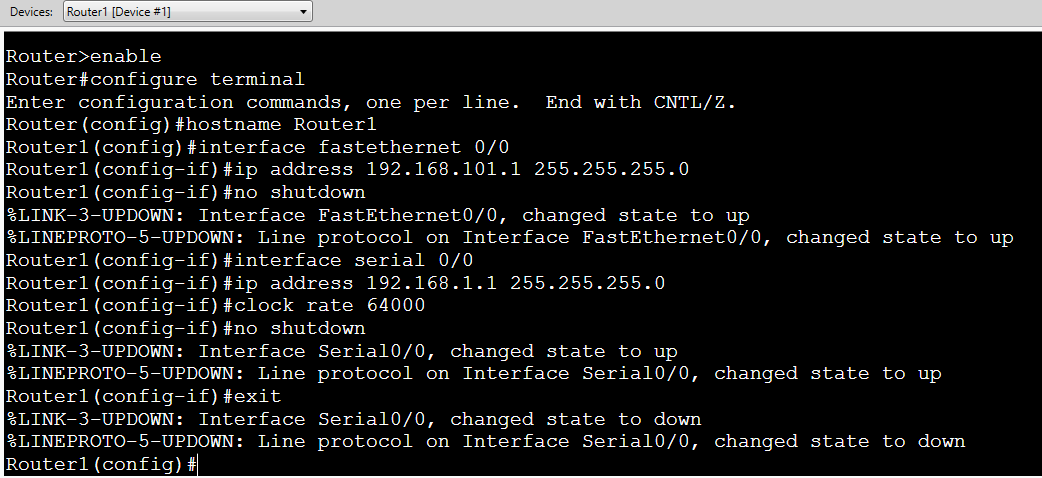 Devices: Router1 [Device #1]
Router>enable
Router#configure terminal
Enter configuration commands, one per line.  End with CNTL/Z.
Router(config)#hostname Router1
Router1(config)#interface fastethernet 0/0
Router1(config-if)#ip address 192.168.101.1 255.255.255.0
Router1(config-if)#no shutdown
%LINK-3-UPDOWN: Interface FastEthernet0/0, changed state to up
%LINEPROTO-5-UPDOWN: Line protocol on Interface FastEthernet0/0, changed state to up
Router1(config-if)#interface serial 0/0
Router1(config-if)#ip address 192.168.1.1 255.255.255.0
Router1(config-if)#clock rate 64000
Router1(config-if)#no shutdown
%LINK-3-UPDOWN: Interface Serial0/0, changed state to up
%LINEPROTO-5-UPDOWN: Line protocol on Interface Serial0/0, changed state to up
Router1(config-if)#exit
%LINK-3-UPDOWN: Interface Serial0/0, changed state to down
%LINEPROTO-5-UPDOWN: Line protocol on Interface Serial0/0, changed state to down
Router1(config)#